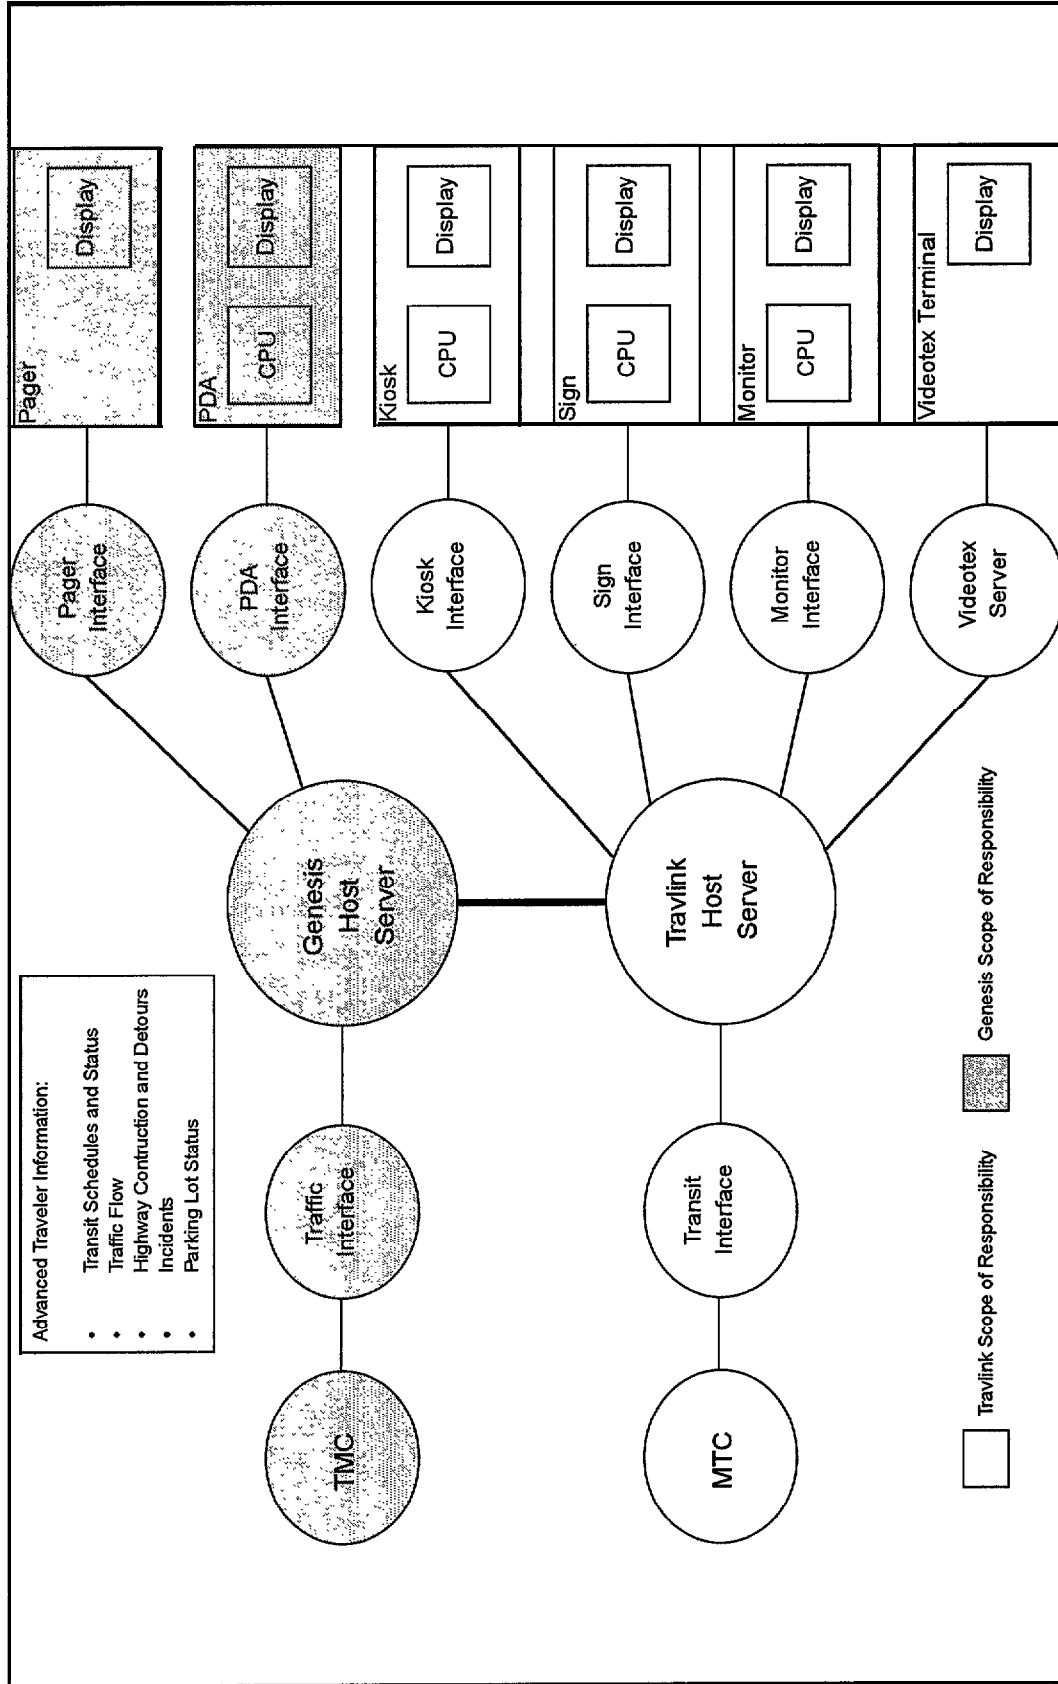 Advanced Traveler Information:
• Transit Schedules and Status
• Traffic Flow
• Highway Contruction and Detours
• Incidents
• Parking Lot Status
TMC
Traffic
Interface
Genesis
Host
Server
Pager
Interface
Pager
Display
PDA
Interface
PDA
CPU
Display
Kiosk
Interface
Kiosk
CPU
Display
MTC
Transit
Interface
Travlink
Host
Server
Sign
Interface
Sign
CPU
Display
Monitor
Interface
Monitor
CPU
Display
Videotex
Server
Videotex Terminal
Display
Travlink Scope of Responsibility
Genesis Scope of Responsibility